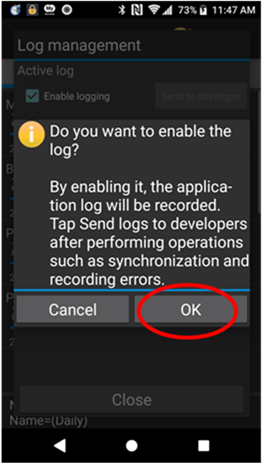 73% 11:47 AM
Log management
Active log
Enable logging Send to developer
Do you want to enable the
log?
By enabling it, the applica-
tion log will be recorded.
Tap Send logs to developers
after performing operations
such as synchronization and
recording errors.
Cancel OK
Close
Name=(Daily)